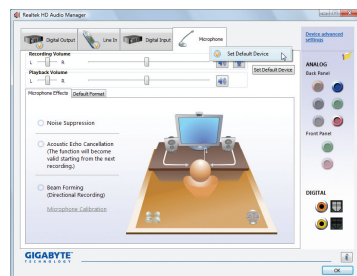 Realtek HD Audio Manager
Digital Output
Line In
Digital Input
Microphone
Device advanced
settings
Set Default Device
Recording Volume
L
R
Set Default Device
Playback Volume
L
R
Microphone Effects
Default Format
Noise Suppression
Acoustic Echo Cancellation
(The function will become
valid starting from the next
recording.)
Beam Forming
(Directional Recording)
Microphone Calibration
ANALOG
Back Panel
Front Panel
DIGITAL
GIGABYTE
TECHNOLOGY
i
OK